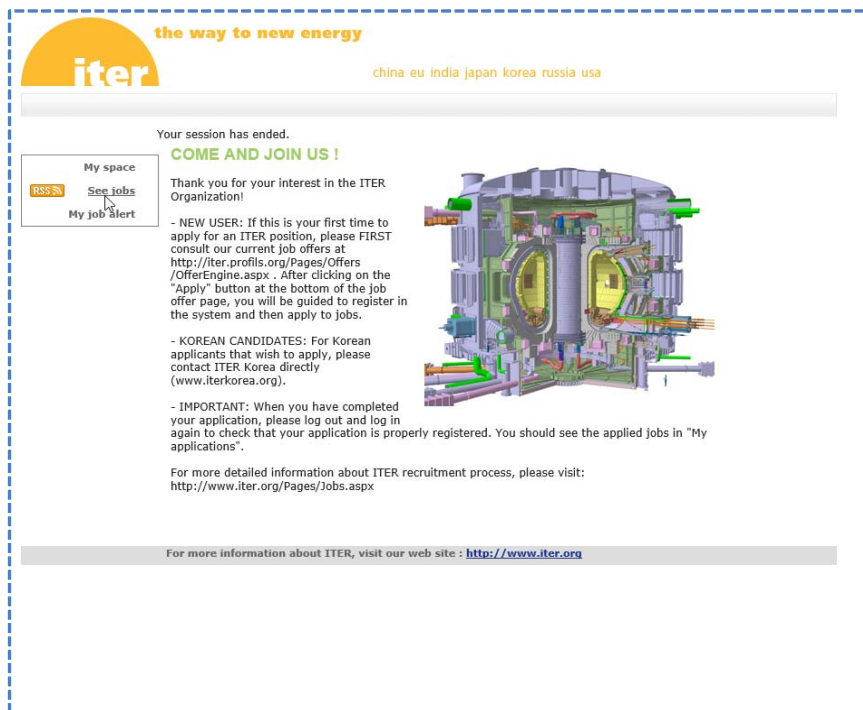 the way to new energy
iter
china eu india japan korea russia usa
Your session has ended.
My space
RSS
See jobs
My job alert
COME AND JOIN US !
Thank you for your interest in the ITER
Organization!
- NEW USER: If this is your first time to
apply for an ITER position, please FIRST
consult our current job offers at
http://iter.profils.org/Pages/Offers
/OfferEngine.aspx . After clicking on the
"Apply" button at the bottom of the job
offer page, you will be guided to register in
the system and then apply to jobs.
- KOREAN CANDIDATES: For Korean
applicants that wish to apply, please
contact ITER Korea directly
(www.iterkorea.org).
- IMPORTANT: When you have completed
your application, please log out and log in
again to check that your application is properly registered. You should see the applied jobs in "My
applications".
For more detailed information about ITER recruitment process, please visit:
http://www.iter.org/Pages/Jobs.aspx
For more information about ITER, visit our web site : http://www.iter.org